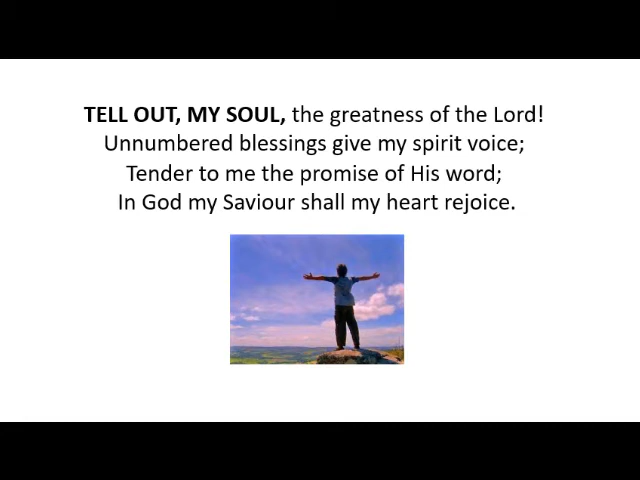 TELL OUT, MY SOUL, the greatness of the Lord!
Unnumbered blessings give my spirit voice;
Tender to me the promise of His word;
In God my Saviour shall my heart rejoice.